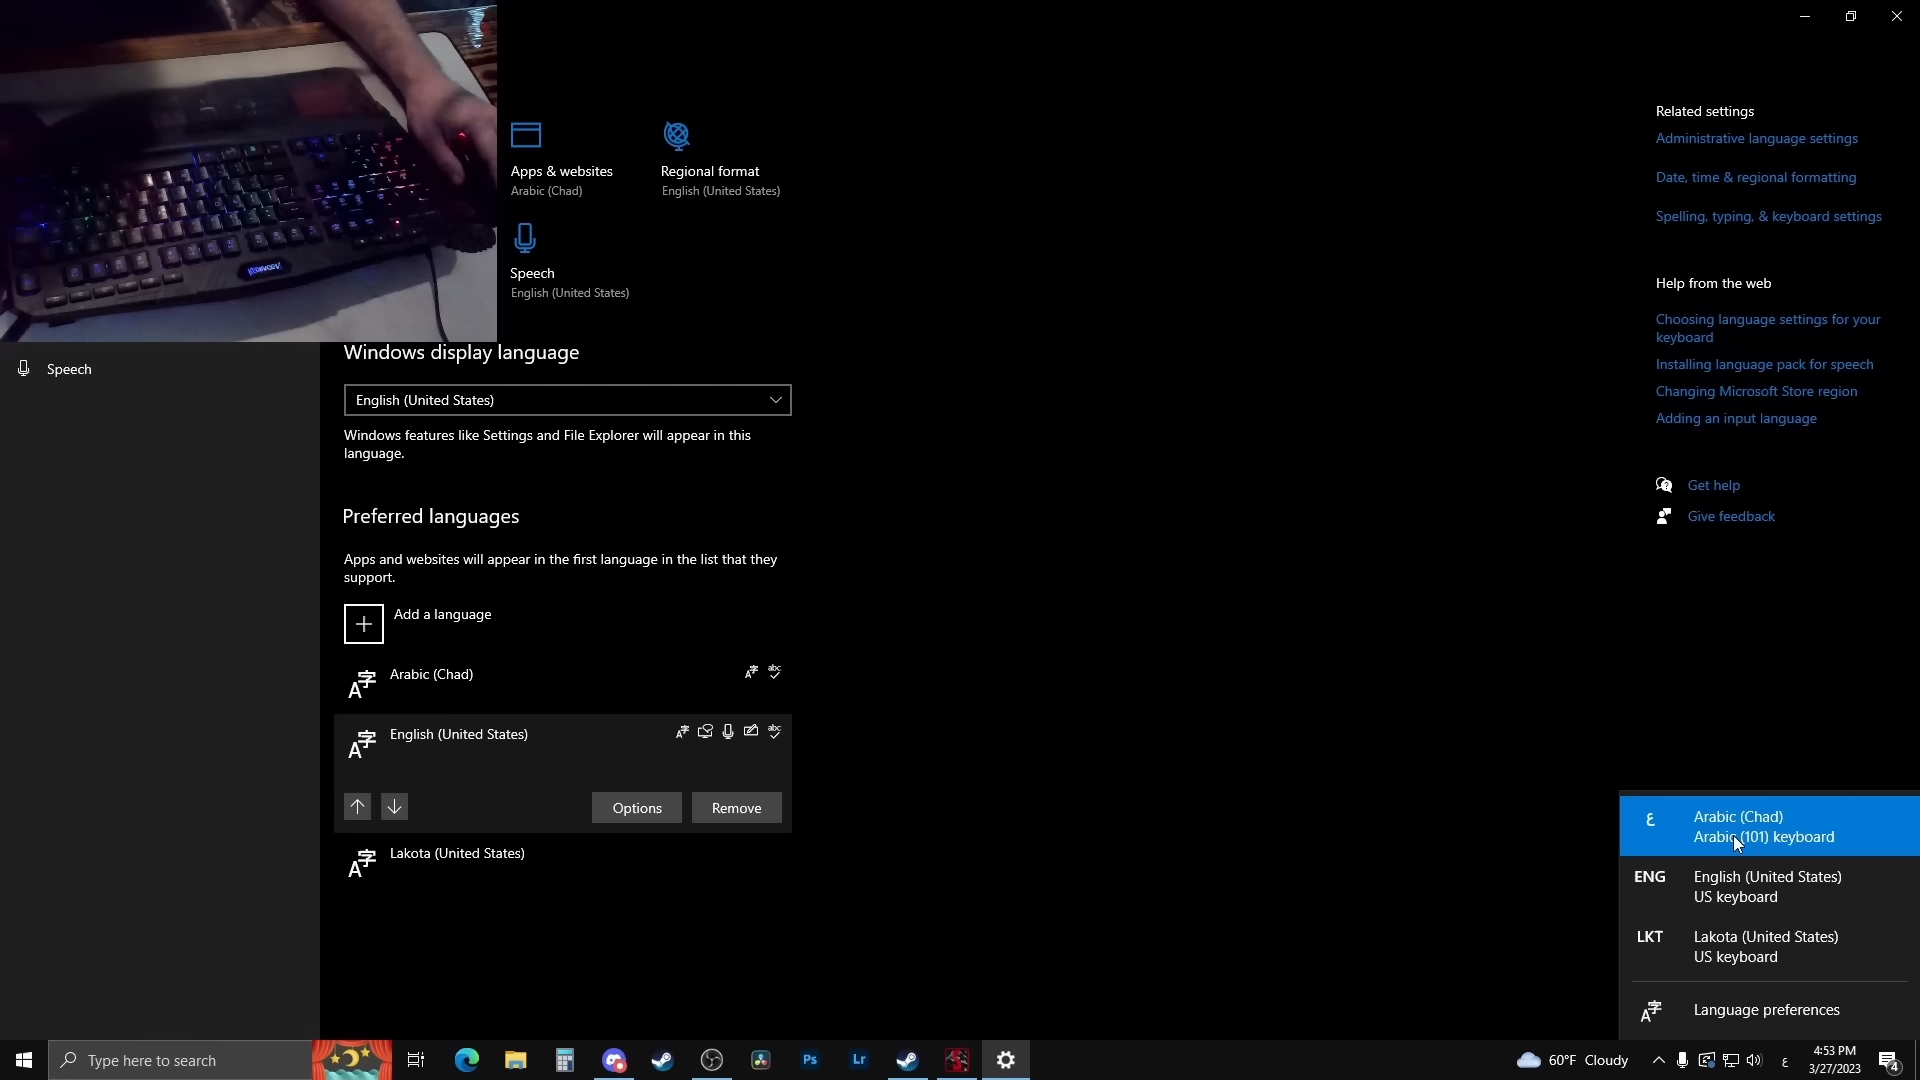 Apps & websites
Arabic (Chad)
Regional format
English (United States)
Speech
English (United States)
Speech
Windows display language
English (United States)
Windows features like Settings and File Explorer will appear in this
language.
Preferred languages
Apps and websites will appear in the first language in the list that they
support.
Add a language
Arabic (Chad)
English (United States)
Options
Remove
Lakota (United States)
Related settings
Administrative language settings
Date, time & regional formatting
Spelling, typing, & keyboard settings
Help from the web
Choosing language settings for your
keyboard
Installing language pack for speech
Changing Microsoft Store region
Adding an input language
Get help
Give feedback
ع
Arabic (Chad)
Arabic (101) keyboard
ENG
English (United States)
US keyboard
LKT
Lakota (United States)
US keyboard
Language preferences
Type here to search
Ps
Lr
60°F Cloudy
ع
4:53 PM
3/27/2023
4